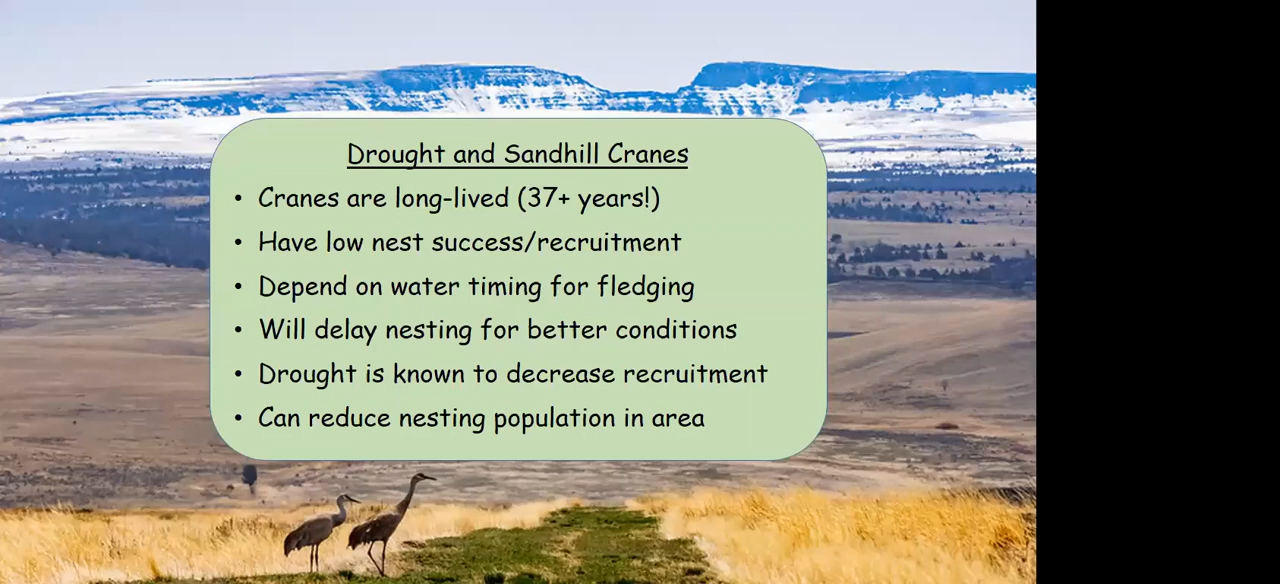 Drought and Sandhill Cranes
• Cranes are long-lived (37+ years!)
• Have low nest success/recruitment
• Depend on water timing for fledging
• Will delay nesting for better conditions
• Drought is known to decrease recruitment
• Can reduce nesting population in area